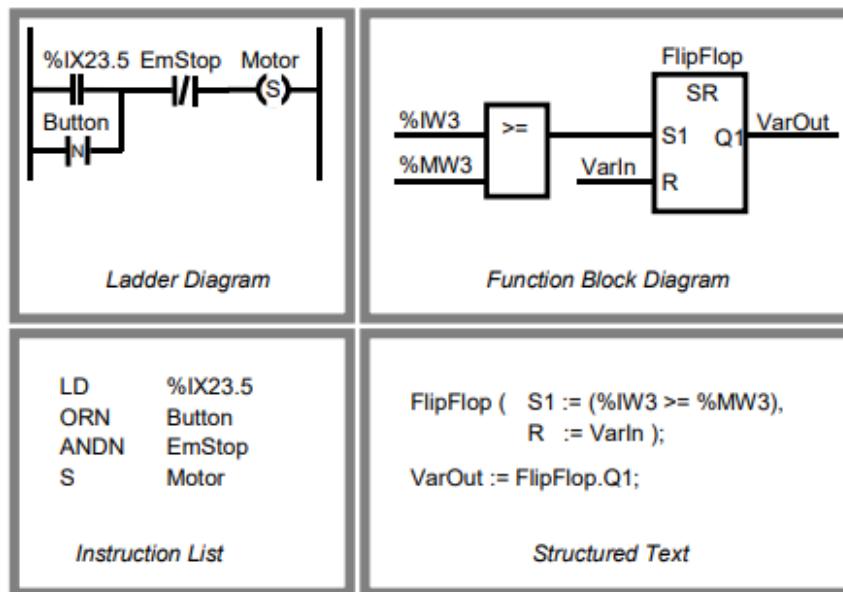 %IX23.5 EmStop Motor
/ S
Button
N
Ladder Diagram
FlipFlop
SR
%IW3 >= S1 Q1 VarOut
%MW3 VarIn R
Function Block Diagram
LD %IX23.5
ORN Button
ANDN EmStop
S Motor
Instruction List
FlipFlop ( S1 := (%IW3 >= %MW3),
R := VarIn );
VarOut := FlipFlop.Q1;
Structured Text